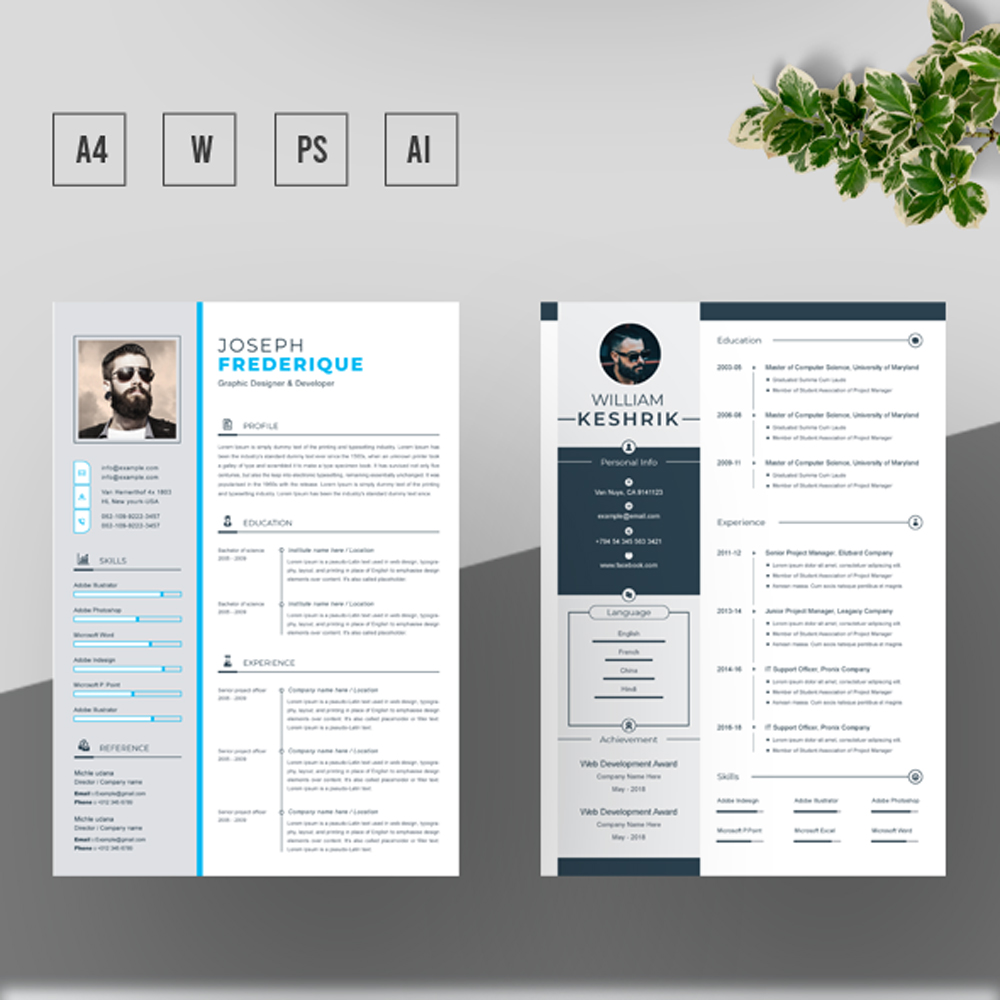 A4
W
PS
AI
JOSEPH
FREDERIQUE
Graphic Designer & Developer
info@example.com
info@example.com
Van Hemerthof 4x 1803
Hi, New yours-USA
052-109-9222-3457
052-109-9222-3457
SKILLS
Adobe Illustrator
Adobe Photoshop
Microsoft Word
Adobe Indesign
Microsoft P. Point
Adobe Illustrator
REFERENCE
Michle udana
Director / Company name
Email : Example@gmail.com
Phone : +012 345 6789
Michle udana
Director / Company name
Email : Example@gmail.com
Phone : +012 345 6789
PROFILE
Lorem Ipsum is simply dummy text of the printing and typesetting industry. Lorem Ipsum has
been the industry's standard dummy text ever since the 1500s, when an unknown printer took
a galley of type and scrambled it to make a type specimen book. It has survived not only five
centuries, but also the leap into electronic typesetting, remaining essentially unchanged. It was
popularised in the 1960s with the release. Lorem Ipsum is simply dummy text of the printing
and typesetting industry. Lorem Ipsum has been the industry's standard dummy text ever since.
EDUCATION
Bachelor of science
2005 - 2009
Institute name here / Location
Lorem ipsum is a pseudo-Latin text used in web design, typogra-
phy, layout, and printing in place of English to emphasise design
elements over content. It's also called placeholder.
Bachelor of science
2005 - 2009
Institute name here / Location
Lorem ipsum is a pseudo-Latin text used in web design, typogra-
phy, layout, and printing in place of English to emphasise design
elements over content. It's also called placeholder.
EXPERIENCE
Senior project officer
2005 - 2009
Company name here / Location
Lorem ipsum is a pseudo-Latin text used in web design, typogra-
phy, layout, and printing in place of English to emphasise design
elements over content. It's also called placeholder or filler text.
Lorem ipsum is a pseudo-Latin text.
Senior project officer
2005 - 2009
Company name here / Location
Lorem ipsum is a pseudo-Latin text used in web design, typogra-
phy, layout, and printing in place of English to emphasise design
elements over content. It's also called placeholder or filler text.
Lorem ipsum is a pseudo-Latin text.
Senior project officer
2005 - 2009
Company name here / Location
Lorem ipsum is a pseudo-Latin text used in web design, typogra-
phy, layout, and printing in place of English to emphasise design
elements over content. It's also called placeholder or filler text.
Lorem ipsum is a pseudo-Latin text.
WILLIAM
KESHRIK
Personal Info
Van Nuys, CA 9141123
example@email.com
+794 54 345 563 3421
www.facebook.com
Language
English
French
China
Hindi
Achievement
Web Development Award
Company Name Here
May - 2018
Web Development Award
Company Name Here
May - 2018
Education
2003-05
Master of Computer Science, University of Maryland
Graduated Summa Cum Laude
Member of Student Association of Project Manager
2006-08
Master of Computer Science, University of Maryland
Graduated Summa Cum Laude
Member of Student Association of Project Manager
2009-11
Master of Computer Science, University of Maryland
Graduated Summa Cum Laude
Member of Student Association of Project Manager
Experience
2011-12
Senior Project Manager, Elizbard Company
Lorem ipsum dolor sit amet, consectetuer adipiscing elit.
Member of Student Association of Project Manager
Aenean massa. Cum sociis natoque penatibus et magnis
2013-14
Junior Project Manager, Leagacy Company
Lorem ipsum dolor sit amet, consectetuer adipiscing elit.
Member of Student Association of Project Manager
Aenean massa. Cum sociis natoque penatibus et magnis
2014-16
IT Support Officer, Pronix Company
Lorem ipsum dolor sit amet, consectetuer adipiscing elit.
Member of Student Association of Project Manager
Aenean massa. Cum sociis natoque penatibus et magnis
2016-18
IT Support Officer, Pronix Company
Lorem ipsum dolor sit amet, consectetuer adipiscing elit.
Member of Student Association of Project Manager
Skills
Adobe Indesign
Adobe Illustrator
Adobe Photoshop
Microsoft P.Point
Microsoft Excel
Microsoft Word